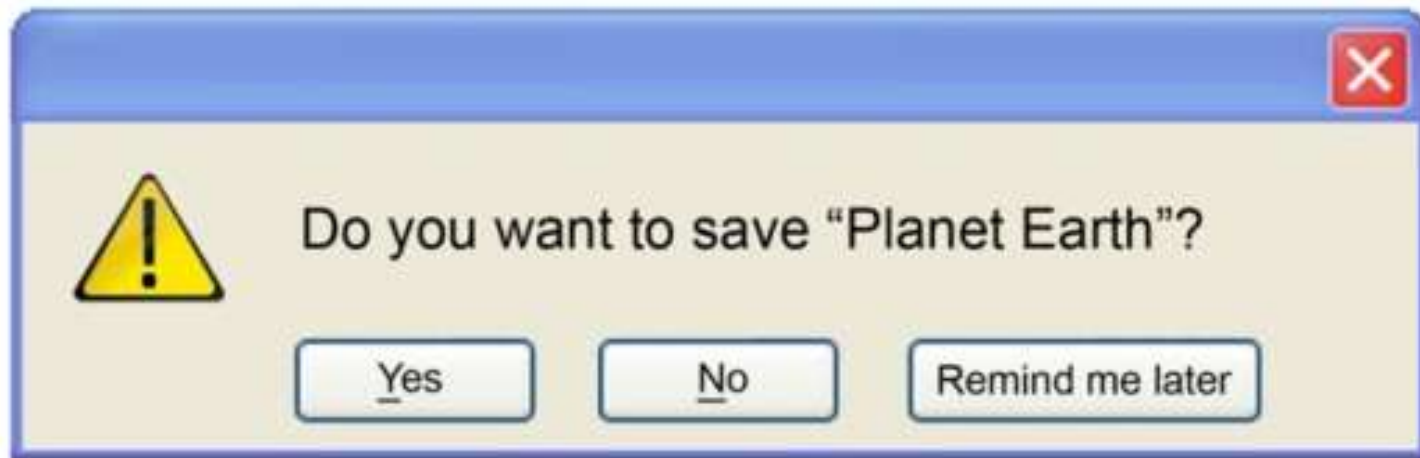 Do you want to save “Planet Earth”?
Yes No Remind me later